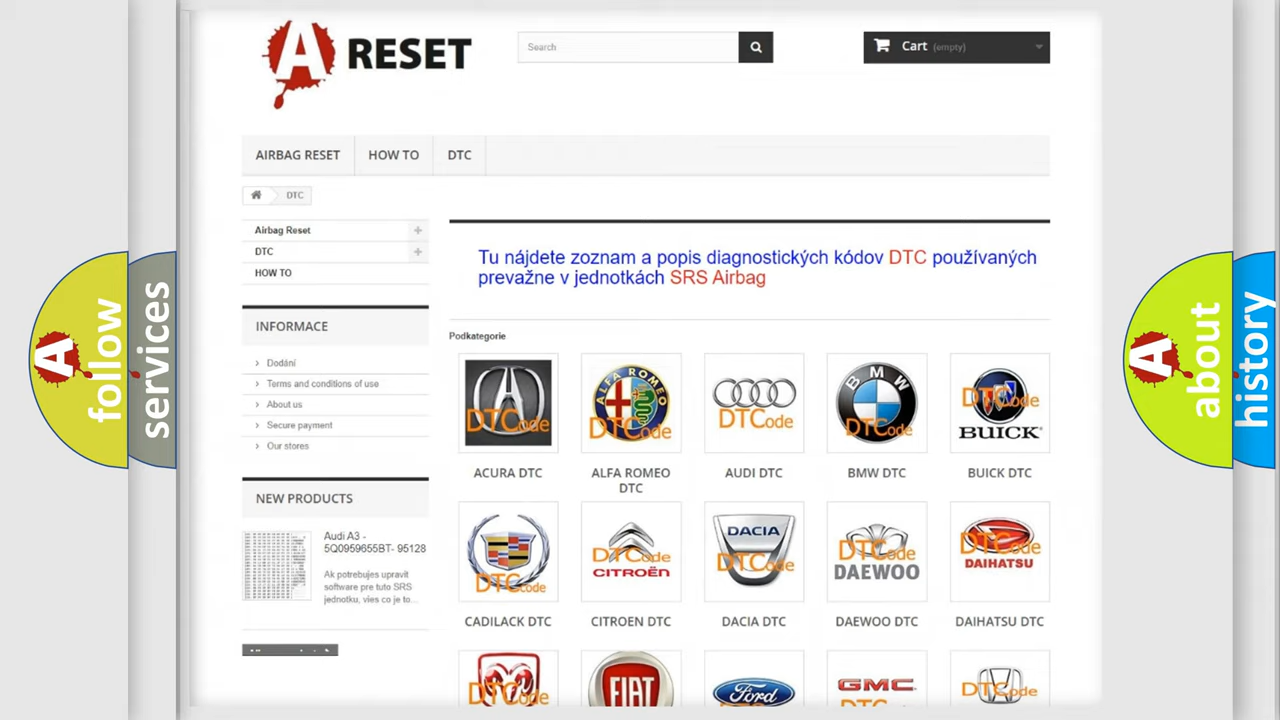 A RESET
Search
Cart (empty)
AIRBAG RESET
HOW TO
DTC
DTC
Airbag Reset
DTC
HOW TO
Tu nájdete zoznam a popis diagnostických kódov DTC používaných
prevažne v jednotkách SRS Airbag
INFORMACE
Dodání
Terms and conditions of use
About us
Secure payment
Our stores
Podkategorie
DTCode
ALFA ROMEO
DTCode
DTCode
BMW
DTCode
DTCode
BUICK
ACURA DTC
ALFA ROMEO
DTC
AUDI DTC
BMW DTC
BUICK DTC
NEW PRODUCTS
Audi A3 -
5Q0959655BT- 95128
Ak potrebujes upravit
software pre tuto SRS
jednotku, vies co je to...
DTCode
DTCode
CITROËN
DACIA
DTCode
DTCode
DAEWOO
DTCode
DAIHATSU
CADILACK DTC
CITROEN DTC
DACIA DTC
DAEWOO DTC
DAIHATSU DTC
DTCode
FIAT
Ford
GMC
DTCode
A follow
services
A about
history